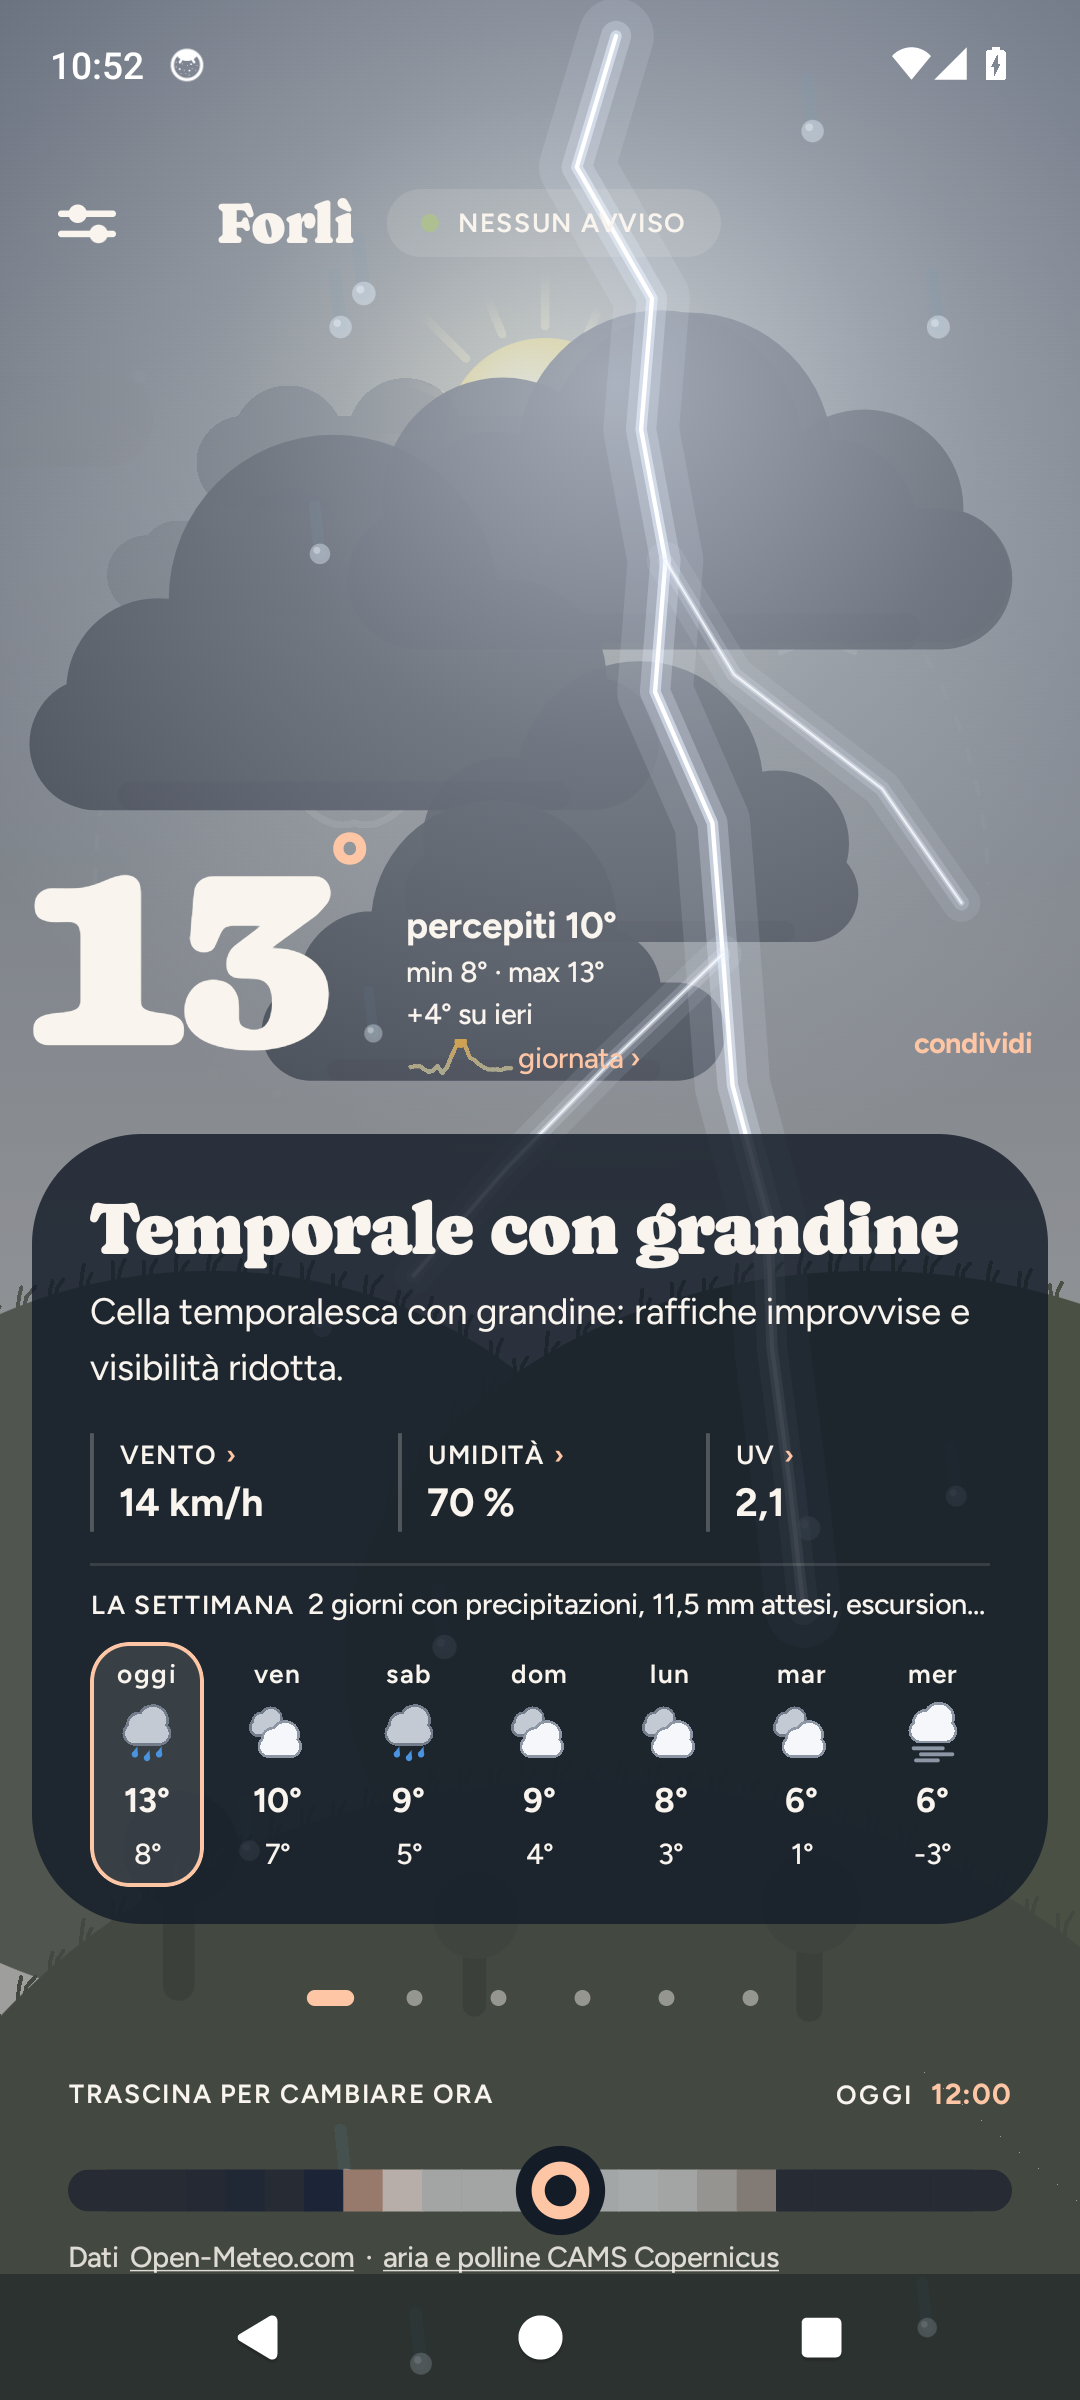 10:52
Forlì
NESSUN AVVISO
13°
percepiti 10°
min 8° · max 13°
+4° su ieri
giornata ›
condividi
Temporale con grandine
Cella temporalesca con grandine: raffiche improvvise e
visibilità ridotta.
VENTO › UMIDITÀ › UV ›
14 km/h 70 % 2,1
LA SETTIMANA 2 giorni con precipitazioni, 11,5 mm attesi, escursion...
oggi ven sab dom lun mar mer
13° 10° 9° 9° 8° 6° 6°
8° 7° 5° 4° 3° 1° -3°
TRASCINA PER CAMBIARE ORA OGGI 12:00
Dati Open-Meteo.com · aria e polline CAMS Copernicus